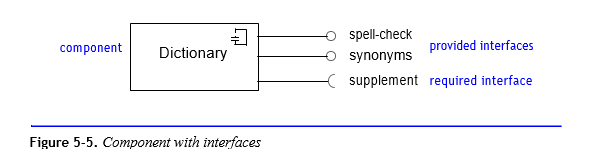 component
Dictionary
spell-check
synonyms
provided interfaces
supplement required interface
Figure 5-5. Component with interfaces